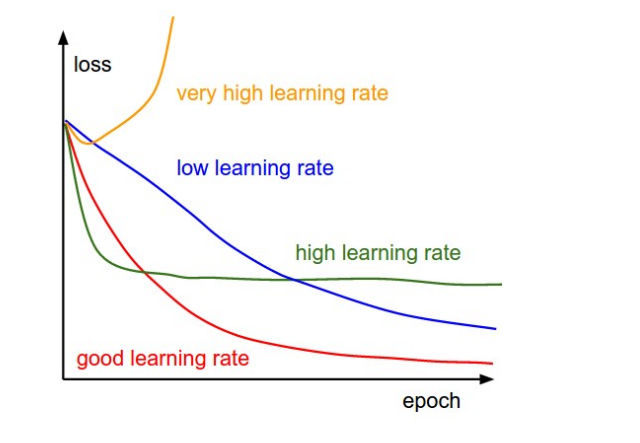 loss
very high learning rate
low learning rate
high learning rate
good learning rate
epoch